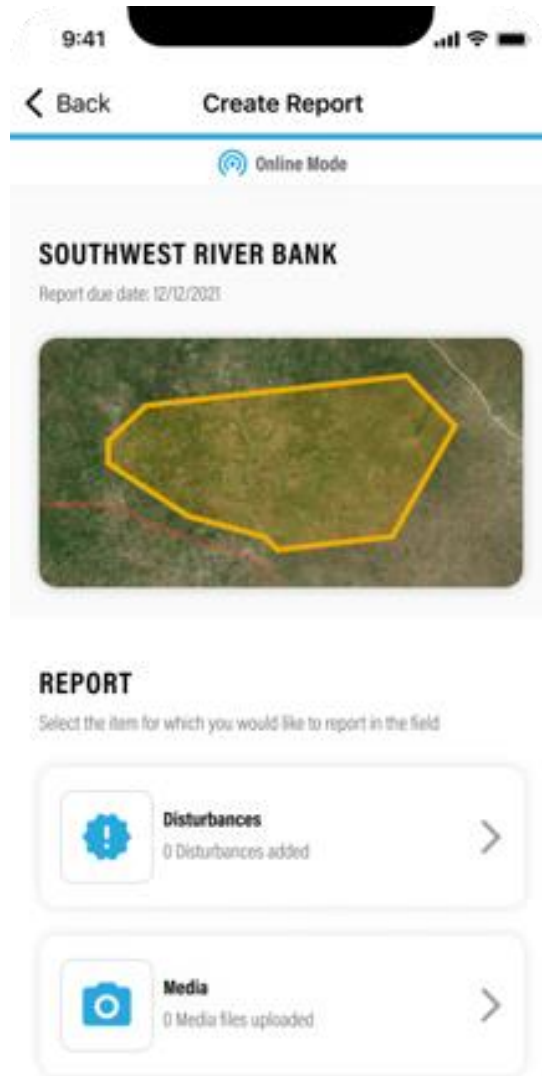 9:41
Back
Create Report
Online Mode
SOUTHWEST RIVER BANK
Report due date: 12/12/2021
REPORT
Select the item for which you would like to report in the field
Disturbances
0 Disturbances added
Media
0 Media files uploaded